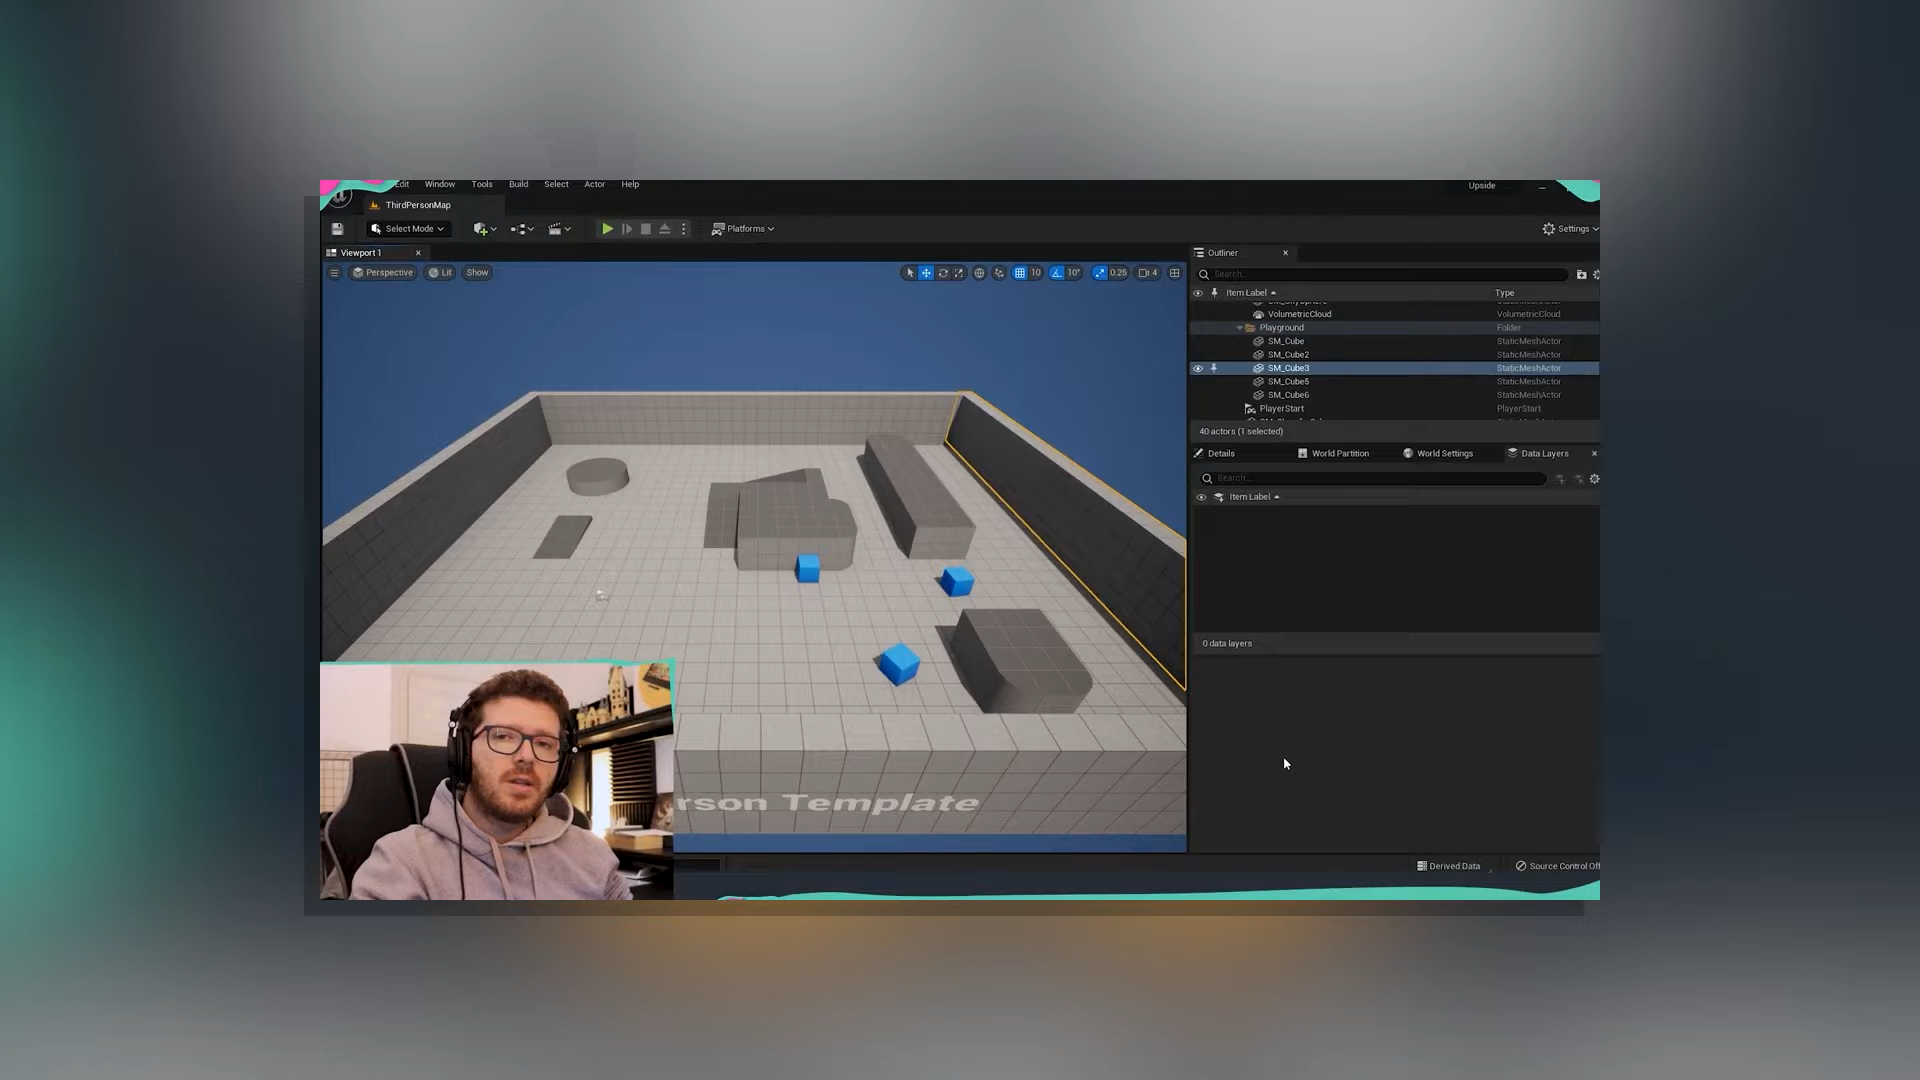 Edit Window Tools Build Select Actor Help
Upside
ThirdPersonMap
Select Mode
Platforms
Settings
Viewport 1
Outliner
Perspective
Lit
Show
10
10°
0.25
4
Search...
Item Label
Type
VolumetricCloud VolumetricCloud
Playground Folder
SM_Cube StaticMeshActor
SM_Cube2 StaticMeshActor
SM_Cube3 StaticMeshActor
SM_Cube5 StaticMeshActor
SM_Cube6 StaticMeshActor
PlayerStart PlayerStart
40 actors (1 selected)
Details
World Partition
World Settings
Data Layers
Search...
Item Label
0 data layers
rson Template
Derived Data
Source Control Off